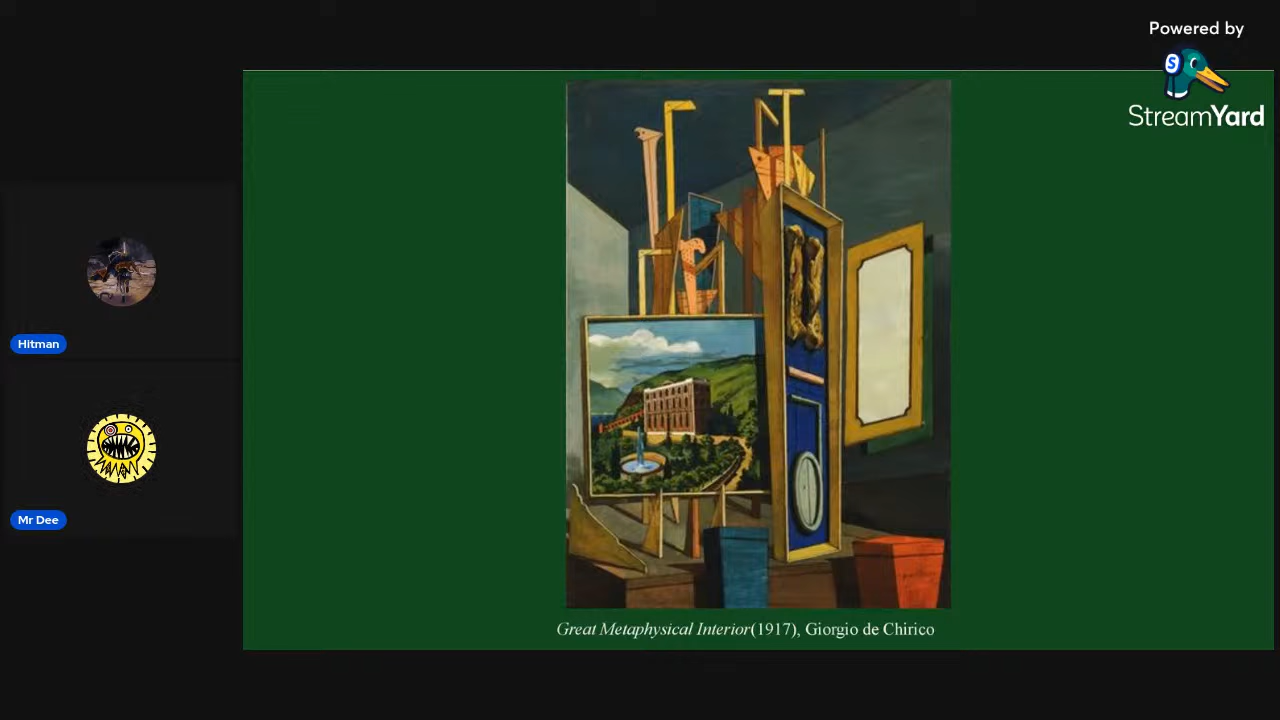 Powered by
S
StreamYard
Hitman
Mr Dee
Great Metaphysical Interior(1917), Giorgio de Chirico